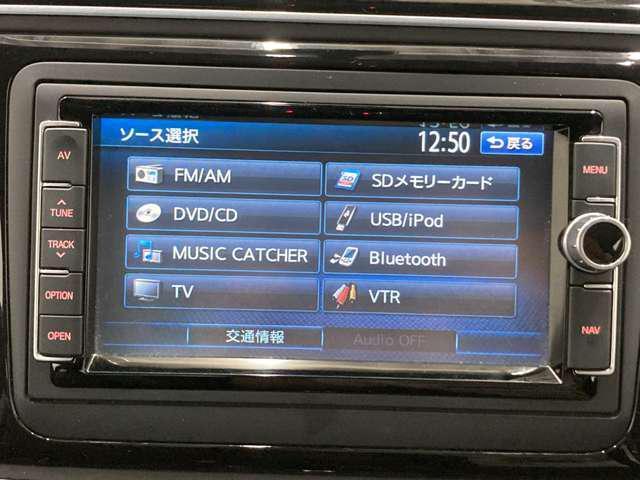 ソース選択
12:50
戻る
FM/AM
SDメモリーカード
DVD/CD
USB/iPod
MUSIC CATCHER
Bluetooth
TV
VTR
交通情報
Audio OFF
AV
TUNE
TRACK
OPTION
OPEN
MENU
NAV